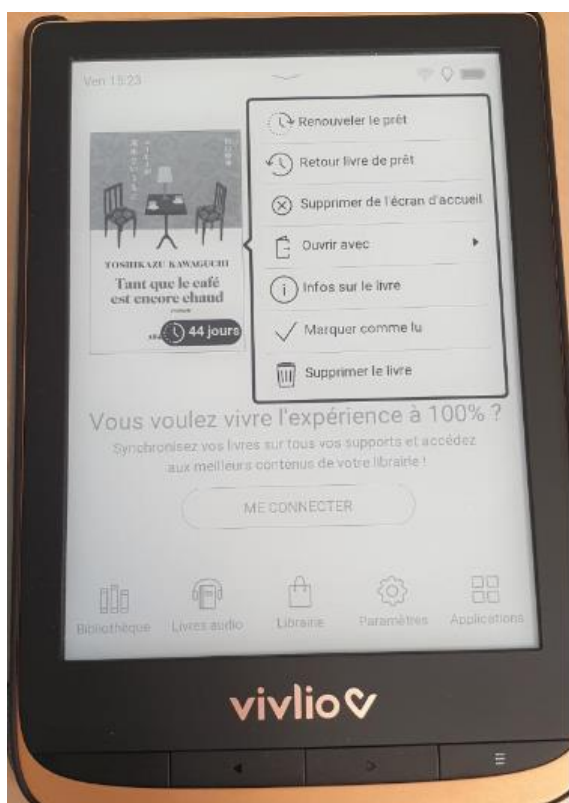 Ven 15:23
TOSHIKAZU KAWAGUCHI
Tant que le café
est encore chaud
44 jours
Renouveler le prêt
Retour livre de prêt
Supprimer de l'écran d'accueil
Ouvrir avec
Infos sur le livre
Marquer comme lu
Supprimer le livre
Vous voulez vivre l'expérience à 100% ?
Synchronisez vos livres sur tous vos supports et accédez
aux meilleurs contenus de votre librairie !
ME CONNECTER
Bibliothèque
Livres audio
Librairie
Paramètres
Applications
vivlio